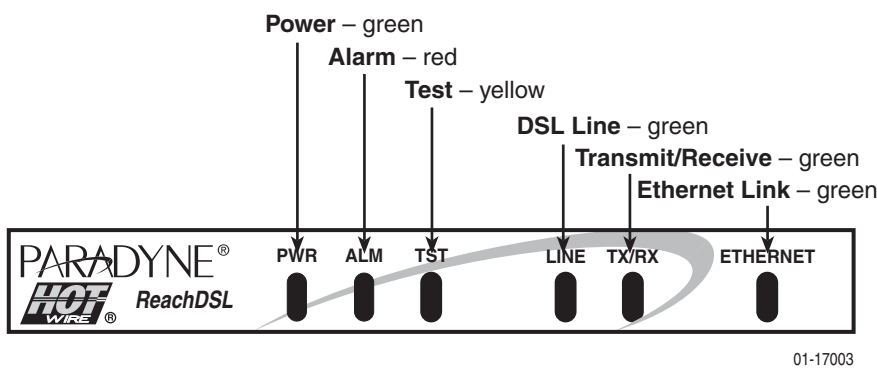 Power – green
Alarm – red
Test – yellow
DSL Line – green
Transmit/Receive – green
Ethernet Link – green
PARADYNE®
PWR ALM TST LINE TX/RX ETHERNET
HOT WIRE® ReachDSL
01-17003